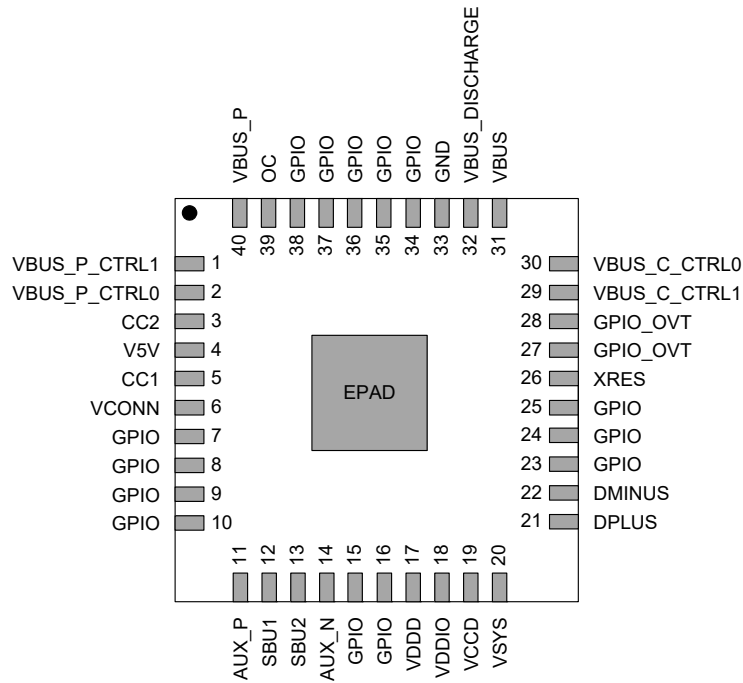 VBUS_P
OC
GPIO
GPIO
GPIO
GPIO
GPIO
GND
VBUS_DISCHARGE
VBUS
40
39
38
37
36
35
34
33
32
31
VBUS_P_CTRL1 1
VBUS_P_CTRL0 2
CC2 3
V5V 4
CC1 5
VCONN 6
GPIO 7
GPIO 8
GPIO 9
GPIO 10
EPAD
30 VBUS_C_CTRL0
29 VBUS_C_CTRL1
28 GPIO_OVT
27 GPIO_OVT
26 XRES
25 GPIO
24 GPIO
23 GPIO
22 DMINUS
21 DPLUS
11
12
13
14
15
16
17
18
19
20
AUX_P
SBU1
SBU2
AUX_N
GPIO
GPIO
VDDD
VDDIO
VCCD
VSYS